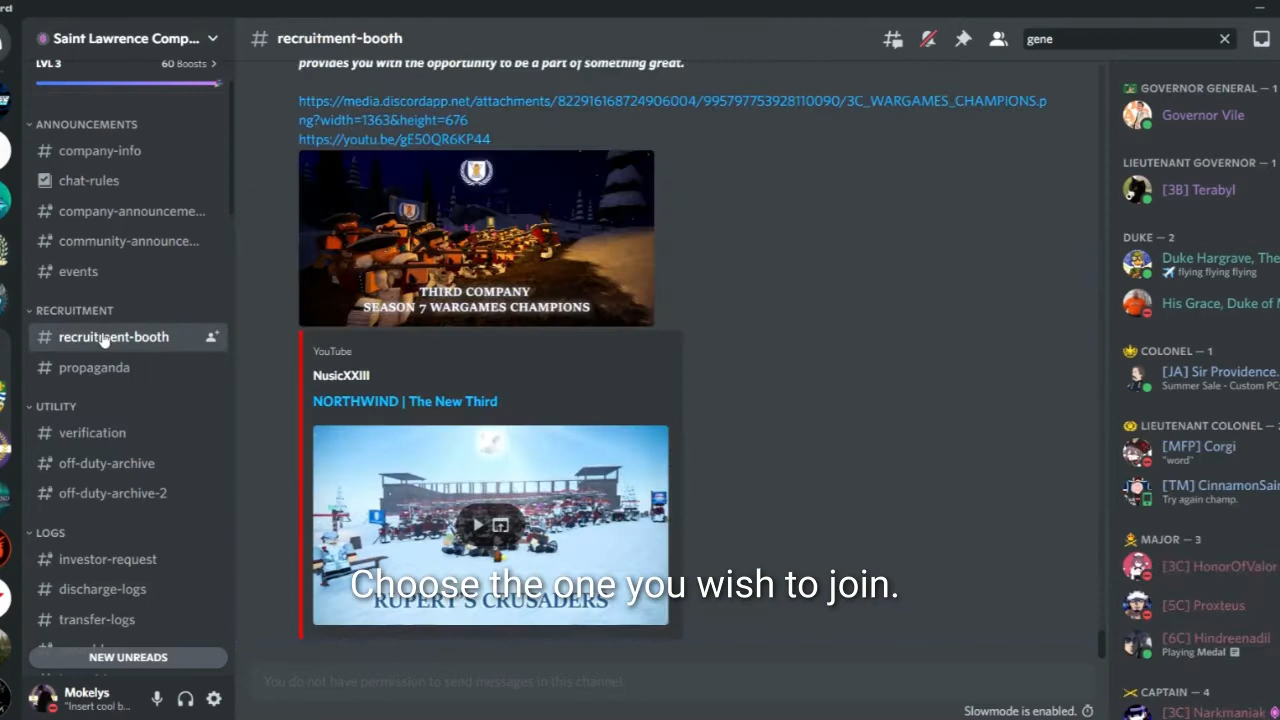 rd
Saint Lawrence Comp...
LVL 3
60 Boosts
ANNOUNCEMENTS
company-info
chat-rules
company-announceme...
community-announce...
events
RECRUITMENT
recruitment-booth
propaganda
UTILITY
verification
off-duty-archive
off-duty-archive-2
LOGS
investor-request
discharge-logs
transfer-logs
NEW UNREADS
Mokelys
"Insert cool b...
recruitment-booth
gene
provides you with the opportunity to be a part of something great.
https://media.discordapp.net/attachments/822916168724906004/995797753928110090/3C_WARGAMES_CHAMPIONS.p
ng?width=1363&height=676
https://youtu.be/gE50QR6KP44
THIRD COMPANY
SEASON 7 WARGAMES CHAMPIONS
YouTube
NusicXXIII
NORTHWIND | The New Third
RUPERT'S CRUSADERS
Choose the one you wish to join.
You do not have permission to send messages in this channel.
Slowmode is enabled.
GOVERNOR GENERAL — 1
Governor Vile
LIEUTENANT GOVERNOR — 1
[3B] Terabyl
DUKE — 2
Duke Hargrave, The
flying flying flying
His Grace, Duke of
COLONEL — 1
[JA] Sir Providence.
Summer Sale - Custom PC
LIEUTENANT COLONEL —
[MFP] Corgi
"word"
[TM] CinnamonSain
Try again champ.
MAJOR — 3
[3C] HonorOfValor
[5C] Proxteus
[6C] Hindreenadil
Playing Medal
CAPTAIN — 4
[3C] Narkmaniak